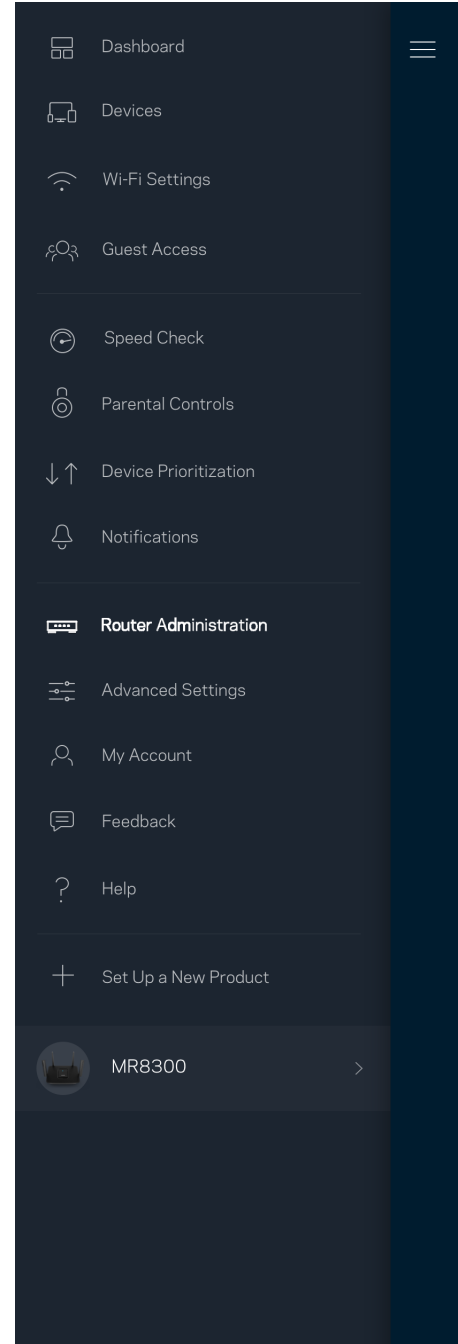 Dashboard
Devices
Wi-Fi Settings
Guest Access
Speed Check
Parental Controls
Device Prioritization
Notifications
Router Administration
Advanced Settings
My Account
Feedback
Help
Set Up a New Product
MR8300